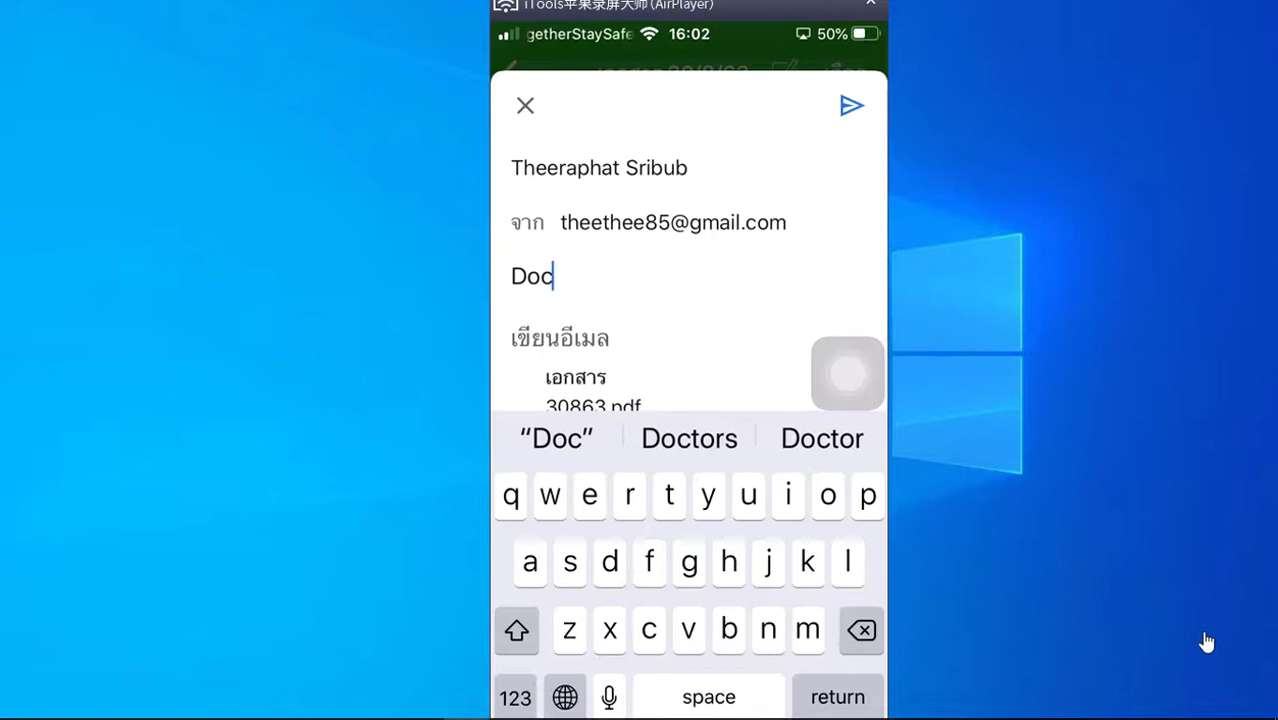 iTools苹果录屏大师(AirPlayer)
getherStaySafe 16:02 50%
Theeraphat Sribub
จาก theethee85@gmail.com
Doc
เขียนอีเมล
เอกสาร
30863.pdf
“Doc” Doctors Doctor
q w e r t y u i o p
a s d f g h j k l
z x c v b n m
123 space return